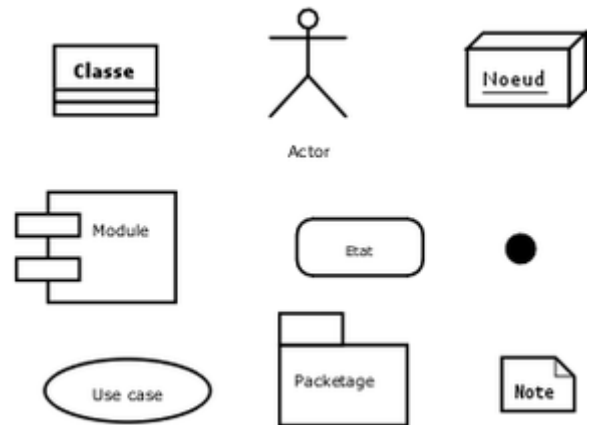 Classe
Noeud
Actor
Module
Etat
Use case
Packetage
Note